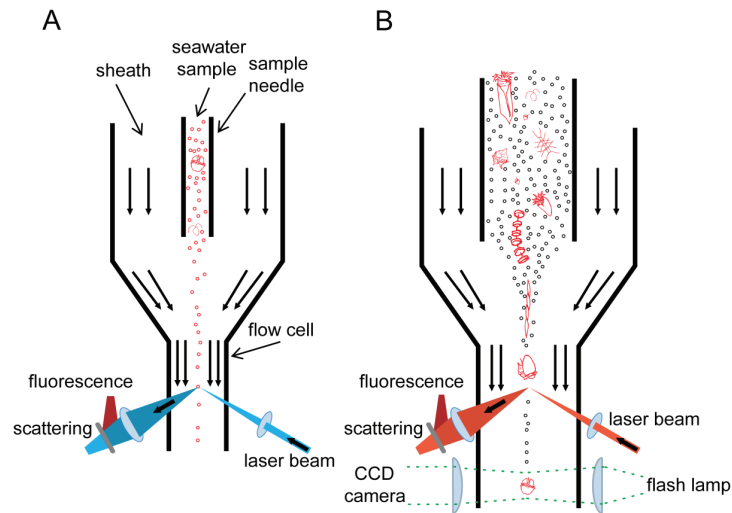 A
sheath
seawater
sample
sample
needle
flow cell
fluorescence
scattering
laser beam
B
fluorescence
scattering
laser beam
CCD
camera
flash lamp